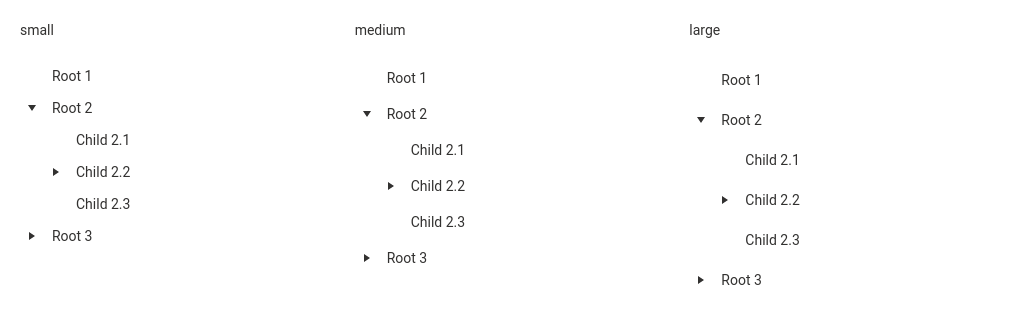 small
Root 1
Root 2
Child 2.1
Child 2.2
Child 2.3
Root 3
medium
Root 1
Root 2
Child 2.1
Child 2.2
Child 2.3
Root 3
large
Root 1
Root 2
Child 2.1
Child 2.2
Child 2.3
Root 3